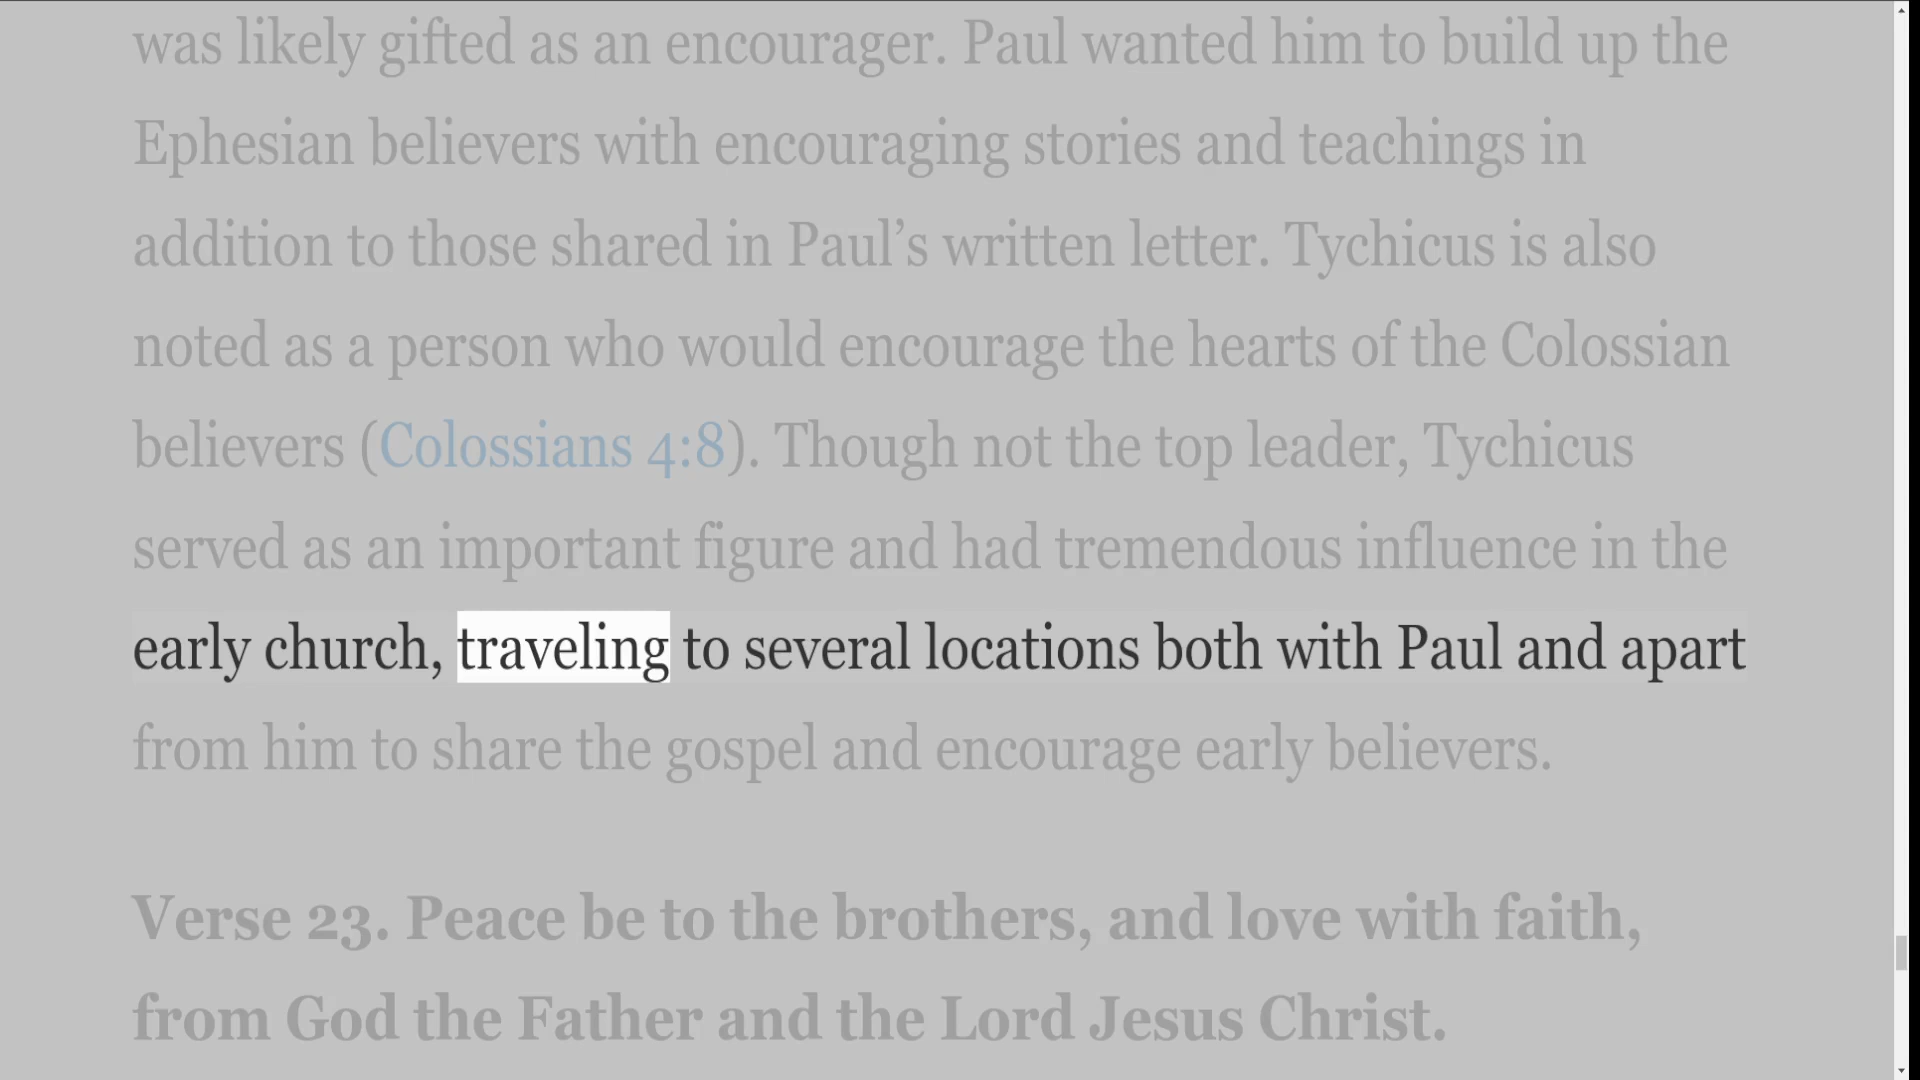 was likely gifted as an encourager. Paul wanted him to build up the
Ephesian believers with encouraging stories and teachings in
addition to those shared in Paul’s written letter. Tychicus is also
noted as a person who would encourage the hearts of the Colossian
believers (Colossians 4:8). Though not the top leader, Tychicus
served as an important figure and had tremendous influence in the
early church, traveling to several locations both with Paul and apart
from him to share the gospel and encourage early believers.
Verse 23. Peace be to the brothers, and love with faith,
from God the Father and the Lord Jesus Christ.